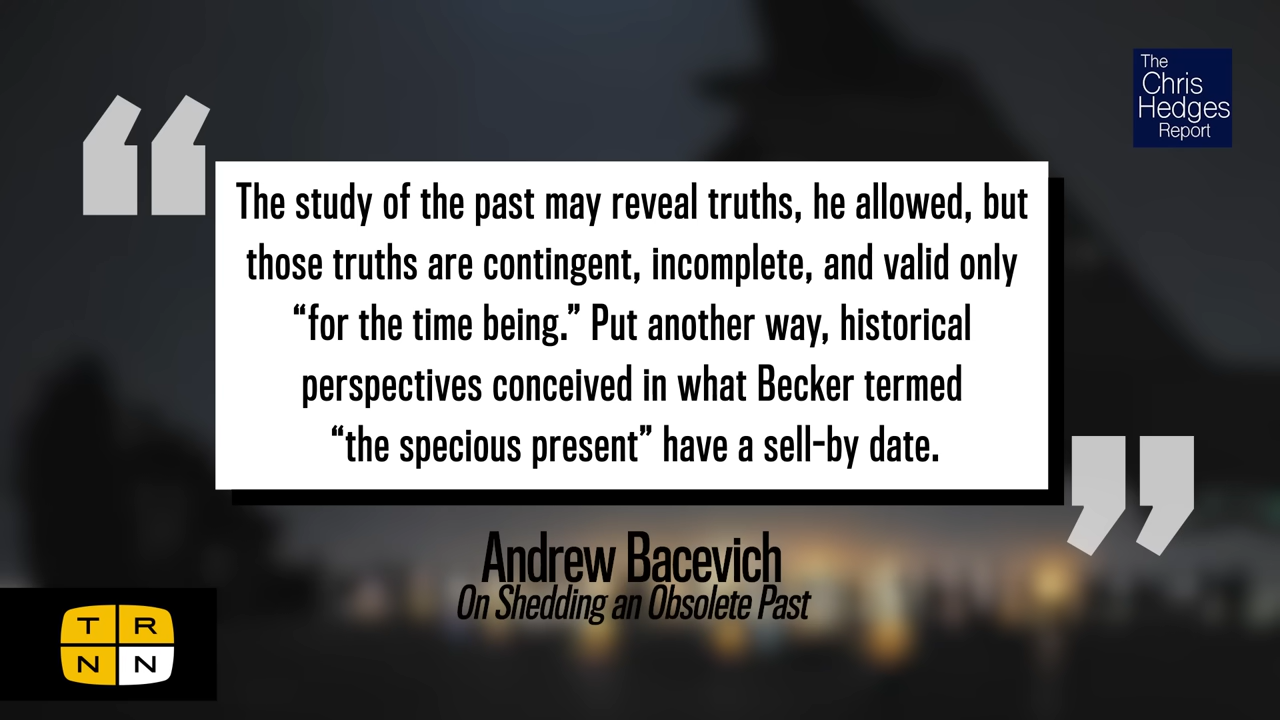 The
Chris
Hedges
Report
The study of the past may reveal truths, he allowed, but
those truths are contingent, incomplete, and valid only
“for the time being.” Put another way, historical
perspectives conceived in what Becker termed
“the specious present” have a sell-by date.
Andrew Bacevich
On Shedding an Obsolete Past
T R
N N